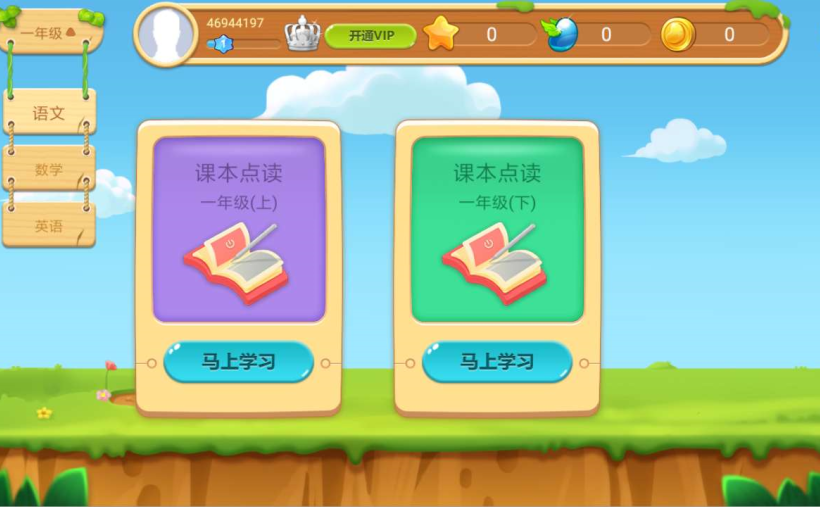 一年级
46944197
1
开通VIP
0
0
0
语文
数学
英语
课本点读
一年级(上)
马上学习
课本点读
一年级(下)
马上学习